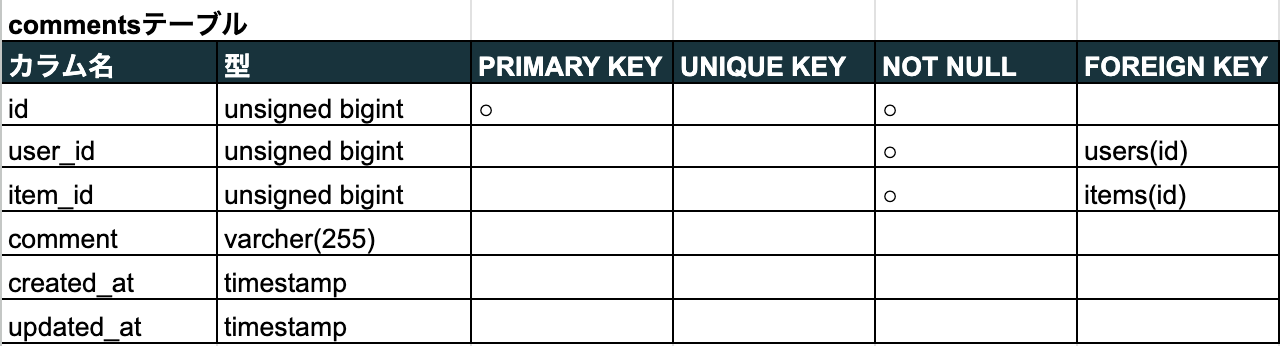 commentsテーブル
カラム名 型 PRIMARY KEY UNIQUE KEY NOT NULL FOREIGN KEY
id unsigned bigint ○ ○
user_id unsigned bigint ○ users(id)
item_id unsigned bigint ○ items(id)
comment varcher(255)
created_at timestamp
updated_at timestamp